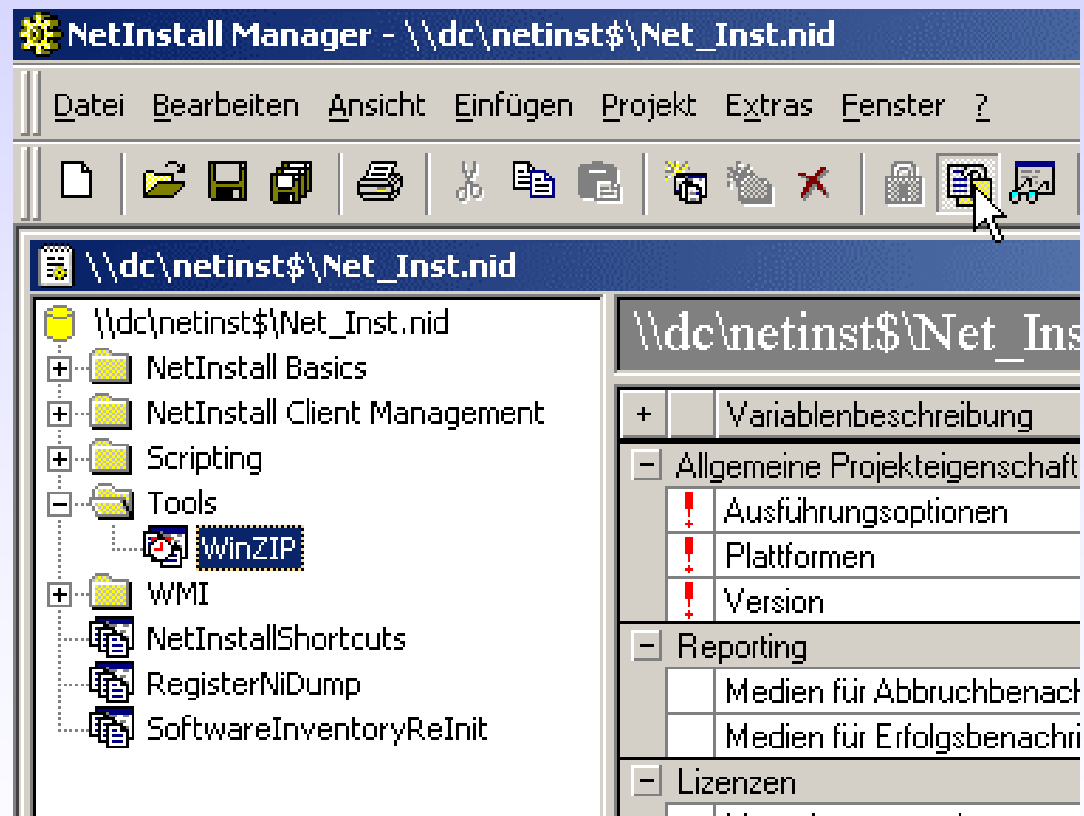 NetInstall Manager - \\dc\netinst$\Net_Inst.nid
Datei Bearbeiten Ansicht Einfügen Projekt Extras Fenster ?
\\dc\netinst$\Net_Inst.nid
\\dc\netinst$\Net_Inst.nid
NetInstall Basics
NetInstall Client Management
Scripting
Tools
WinZIP
WMI
NetInstallShortcuts
RegisterNiDump
SoftwareInventoryReInit
\\dc\netinst$\Net_Ins
Variablenbeschreibung
Allgemeine Projekteigenschaft
Ausführungsoptionen
Plattformen
Version
Reporting
Medien für Abbruchbenach
Medien für Erfolgsbenachri
Lizenzen